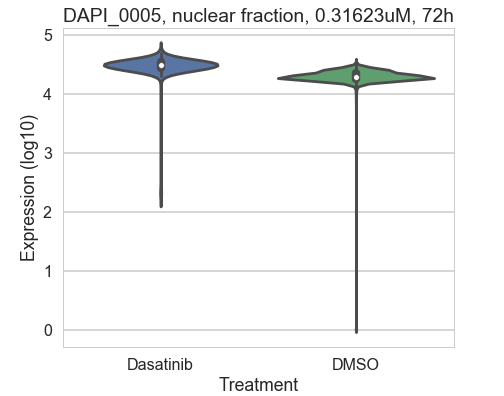 DAPI_0005, nuclear fraction, 0.31623uM, 72h
Expression (log10)
5
4
3
2
1
0
Dasatinib
DMSO
Treatment